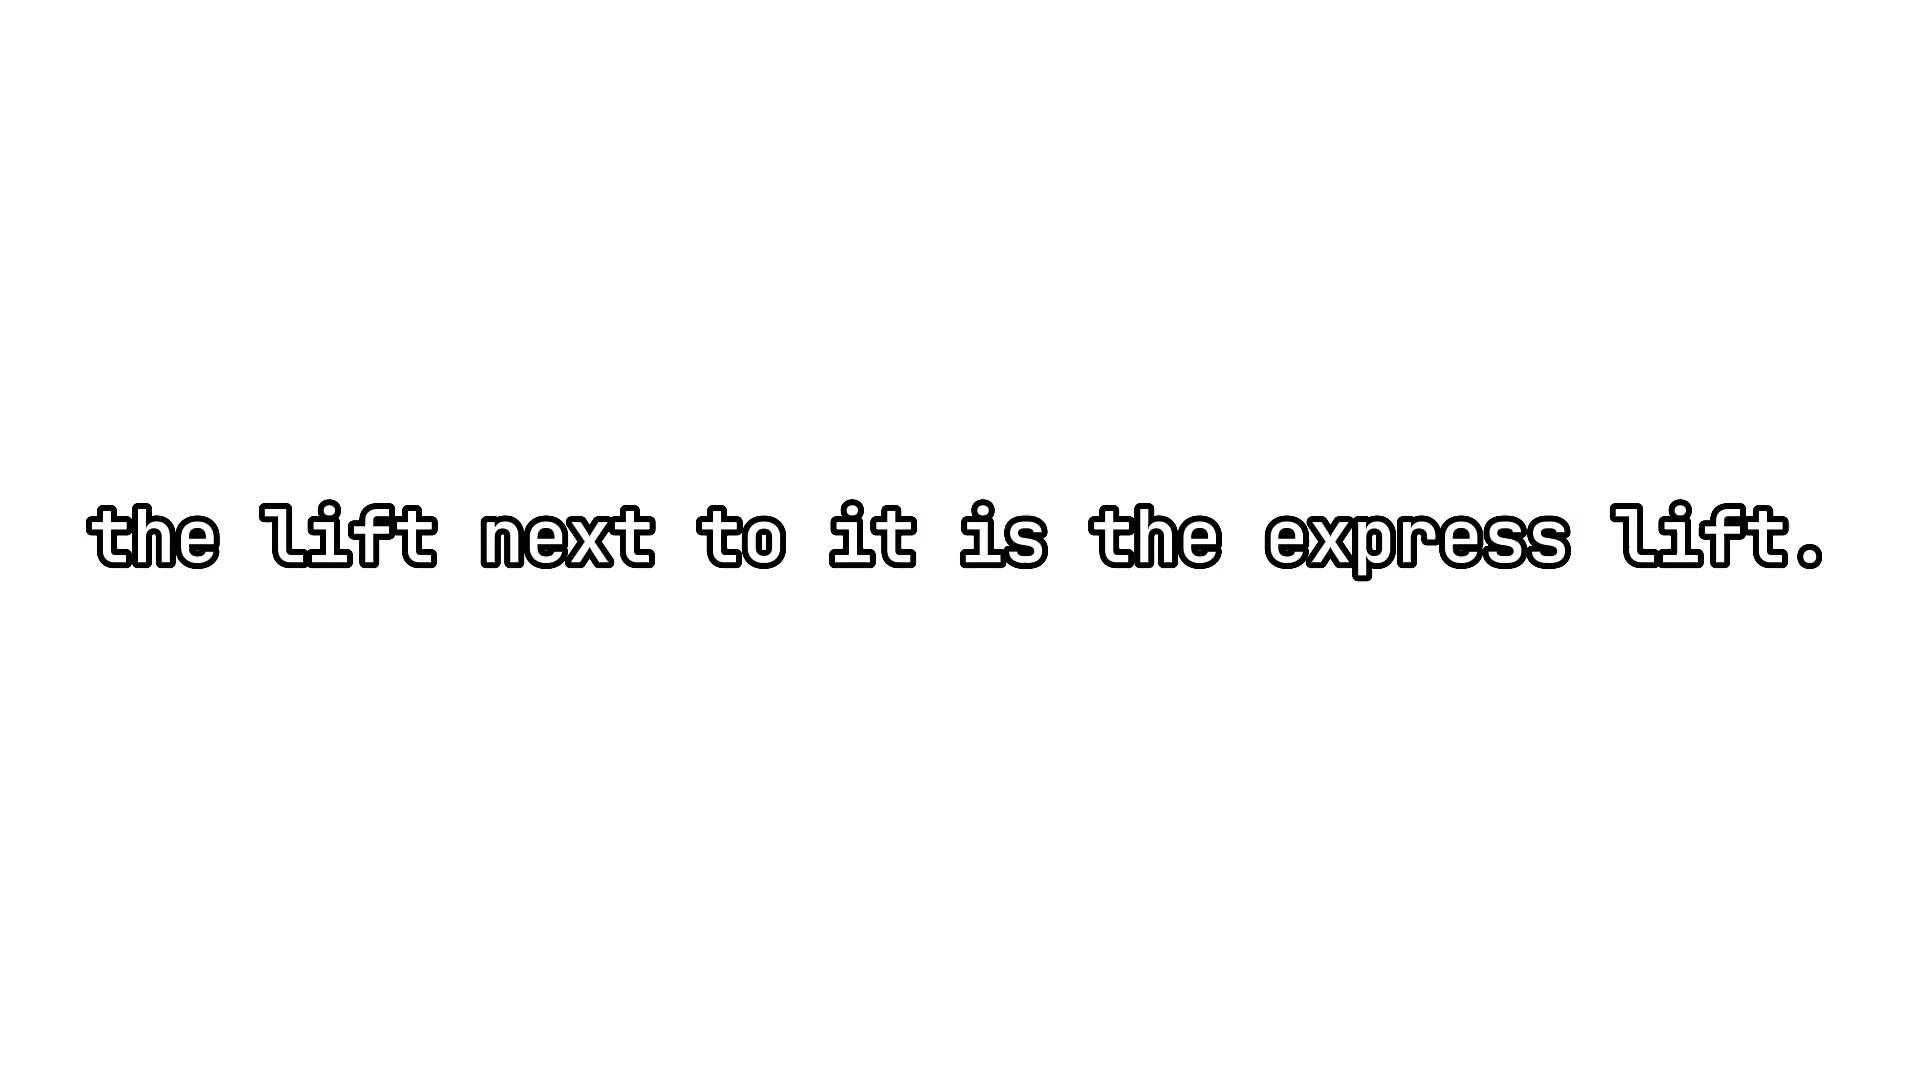 the lift next to it is the express lift.